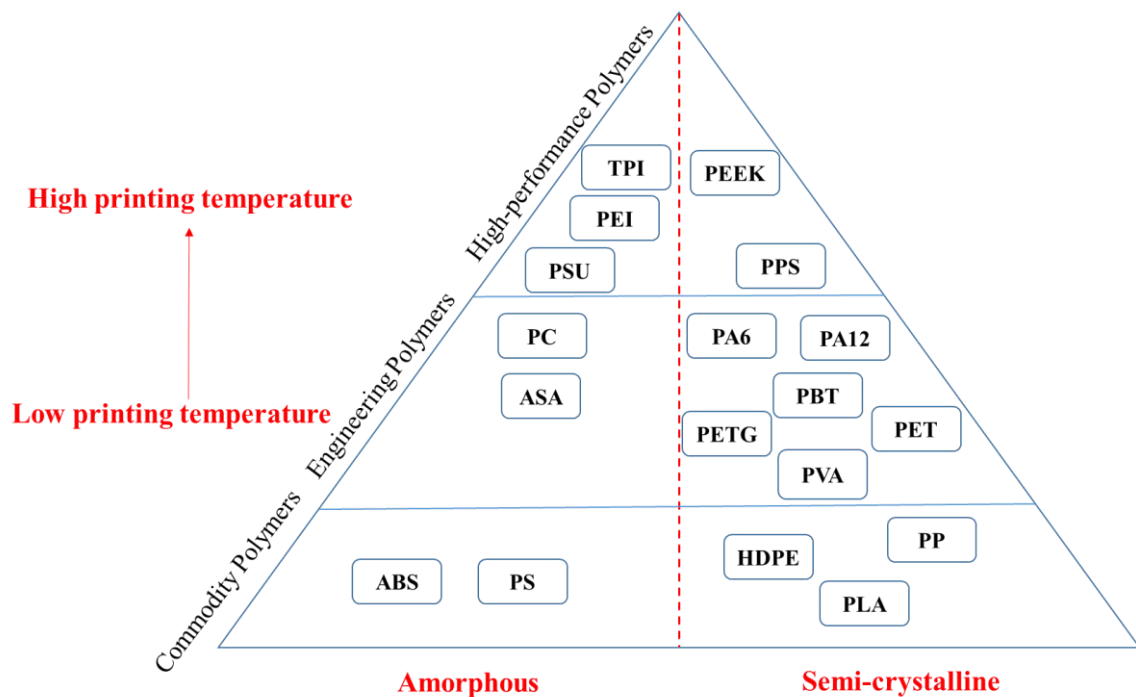 High-performance Polymers
TPI
PEEK
High printing temperature
PEI
PSU
PPS
Engineering Polymers
PC
PA6
PA12
ASA
PBT
Low printing temperature
PETG
PET
PVA
Commodity Polymers
PP
HDPE
ABS
PS
PLA
Amorphous
Semi-crystalline